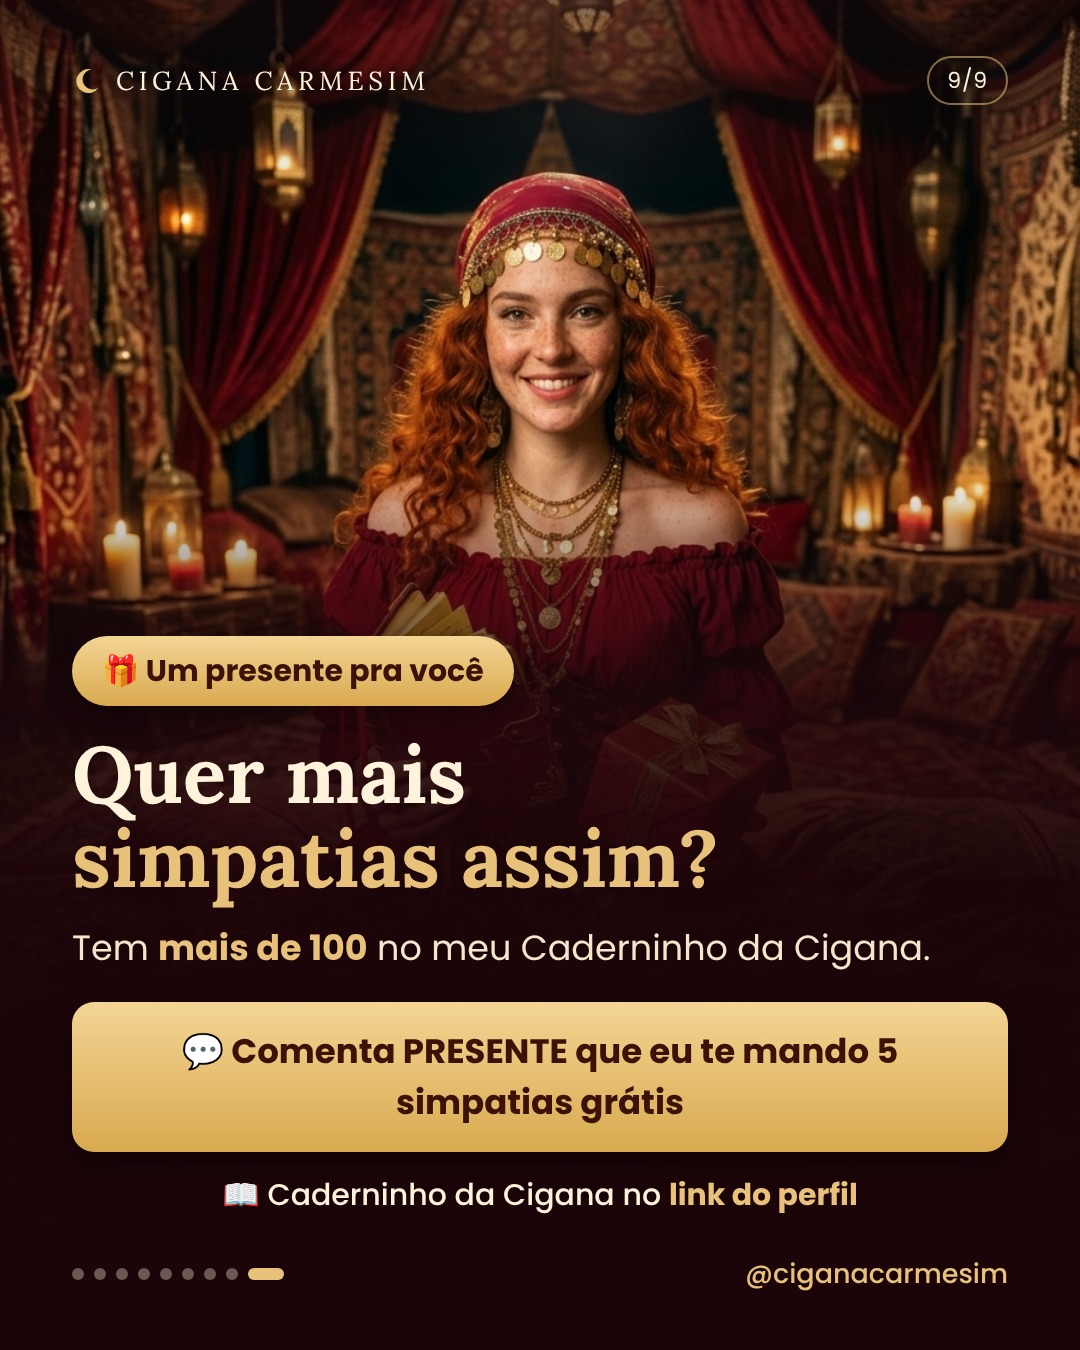 CIGANA CARMESIM
9/9
🎁 Um presente pra você
Quer mais
simpatias assim?
Tem mais de 100 no meu Caderninho da Cigana.
💬 Comenta PRESENTE que eu te mando 5
simpatias grátis
📖 Caderninho da Cigana no link do perfil
@ciganacarmesim